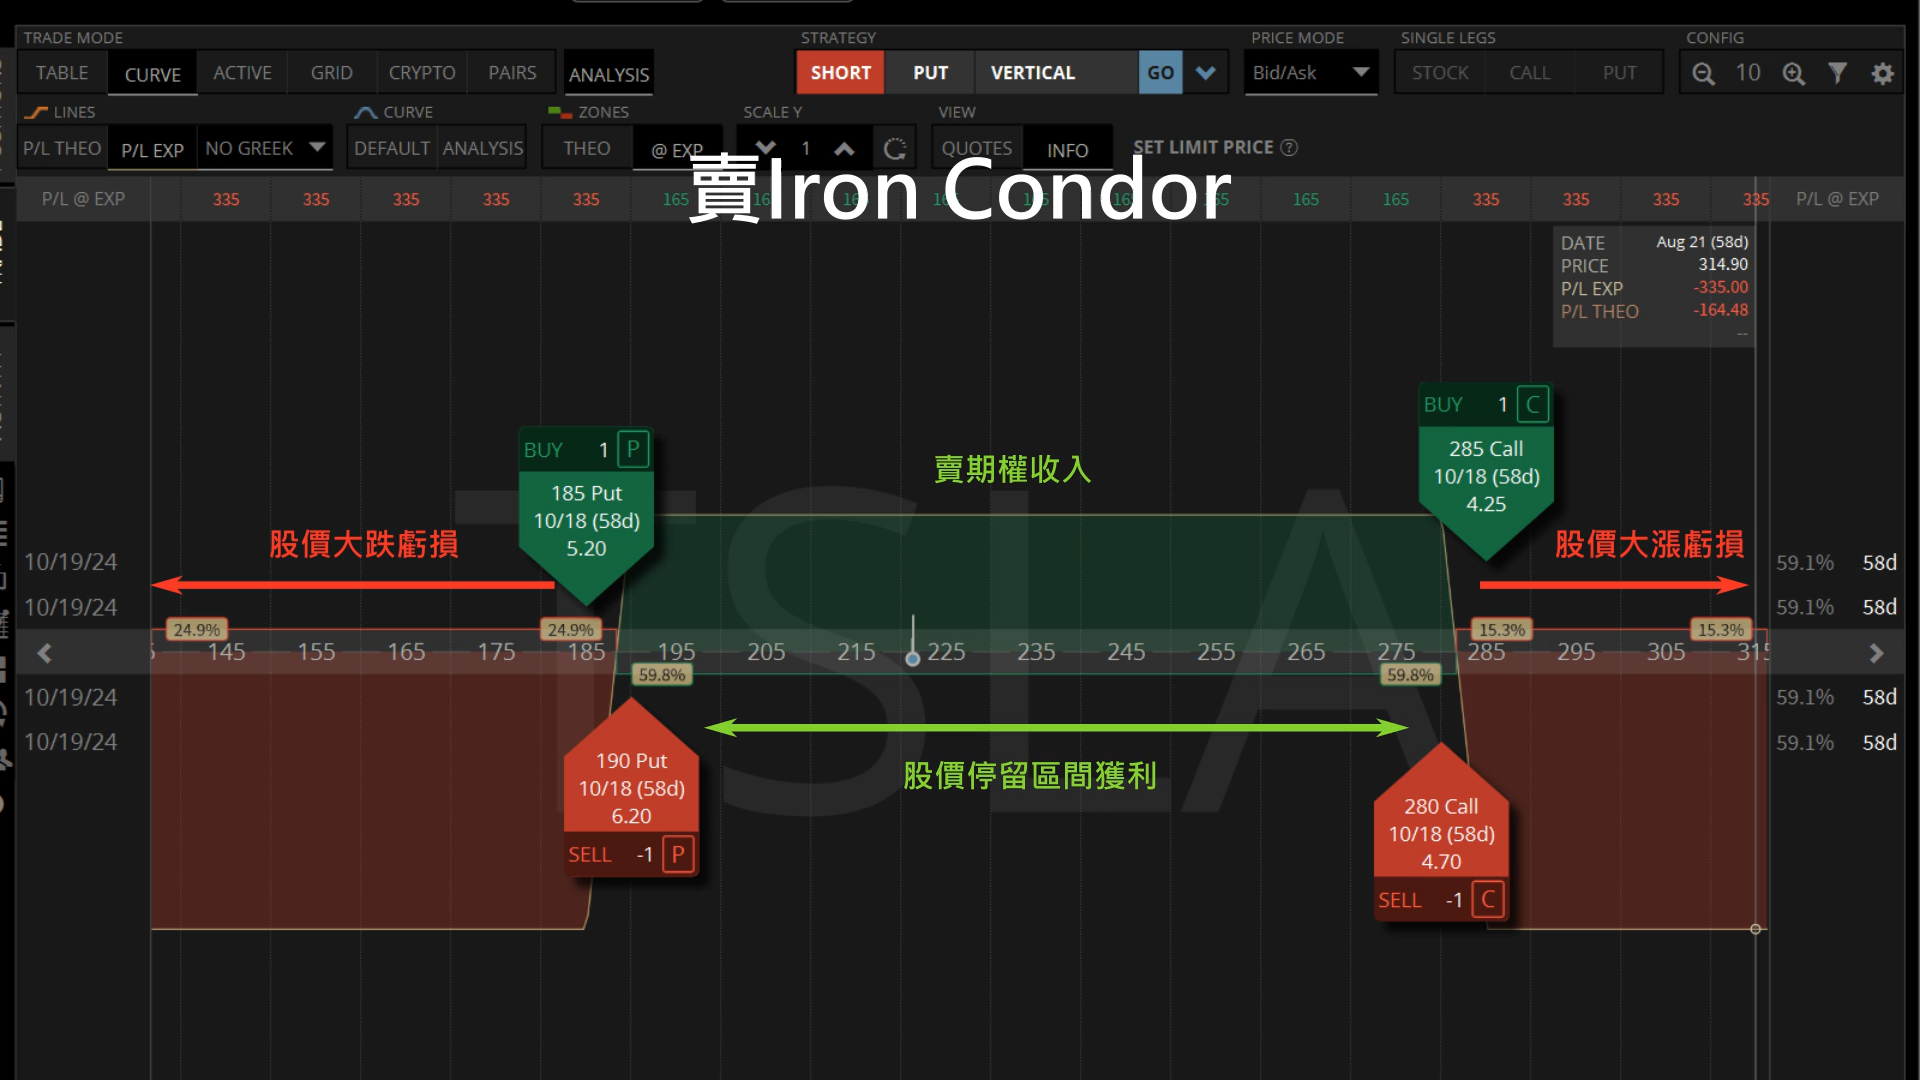 TRADE MODE STRATEGY PRICE MODE SINGLE LEGS CONFIG
TABLE CURVE ACTIVE GRID CRYPTO PAIRS ANALYSIS SHORT PUT VERTICAL GO Bid/Ask STOCK CALL PUT 10
LINES CURVE ZONES SCALE Y VIEW
P/L THEO P/L EXP NO GREEK DEFAULT ANALYSIS THEO @ EXP 1 QUOTES INFO SET LIMIT PRICE ?
賣Iron Condor
P/L @ EXP 335 335 335 335 335 165 165 165 165 335 335 335 335 P/L @ EXP
DATE Aug 21 (58d)
PRICE 314.90
P/L EXP -335.00
P/L THEO -164.48
--
BUY 1 C
285 Call
10/18 (58d)
4.25
BUY 1 P
185 Put
10/18 (58d)
5.20
賣期權收入
TSLA
股價大跌虧損
股價大漲虧損
10/19/24 59.1% 58d
10/19/24 59.1% 58d
24.9% 24.9% 15.3% 15.3%
145 155 165 175 185 195 205 215 225 235 245 255 265 275 285 295 305 315
59.8% 59.8%
10/19/24 59.1% 58d
10/19/24 59.1% 58d
股價停留區間獲利
190 Put
10/18 (58d)
6.20
SELL -1 P
280 Call
10/18 (58d)
4.70
SELL -1 C